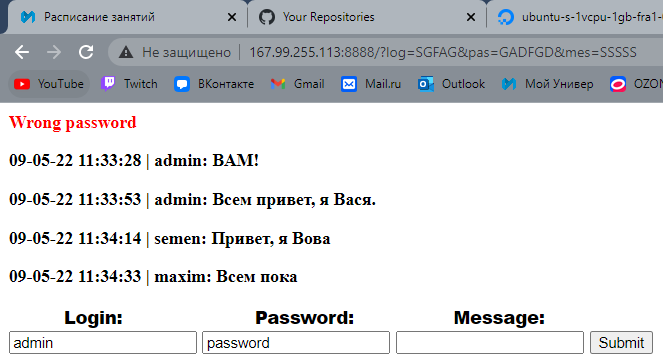 Расписание занятий
Your Repositories
ubuntu-s-1vcpu-1gb-fra1-
Не защищено | 167.99.255.113:8888/?log=SGFAG&pas=GADFGD&mes=SSSSS
YouTube Twitch ВКонтакте Gmail Mail.ru Outlook Мой Универ OZON
Wrong password
09-05-22 11:33:28 | admin: ВАМ!
09-05-22 11:33:53 | admin: Всем привет, я Вася.
09-05-22 11:34:14 | semen: Привет, я Вова
09-05-22 11:34:33 | maxim: Всем пока
Login: Password: Message:
admin password Submit